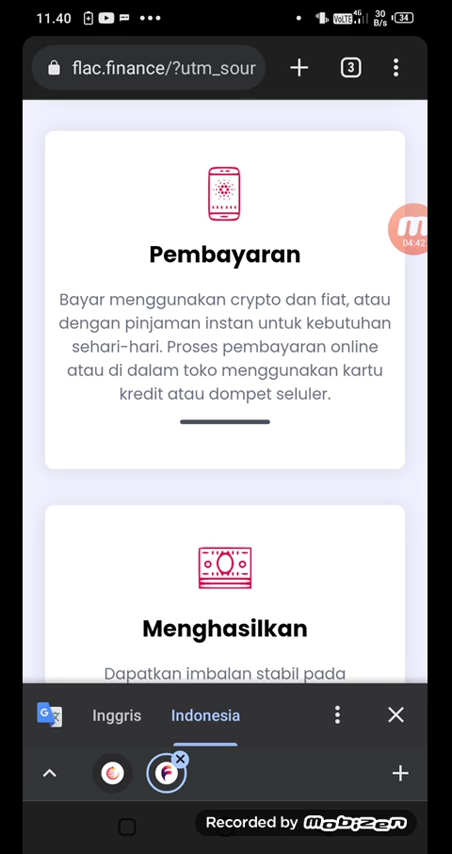 11.40
VoLTE 4G 30 B/s 34
flac.finance/?utm_sour
3
04:42
Pembayaran
Bayar menggunakan crypto dan fiat, atau
dengan pinjaman instan untuk kebutuhan
sehari-hari. Proses pembayaran online
atau di dalam toko menggunakan kartu
kredit atau dompet seluler.
Menghasilkan
Dapatkan imbalan stabil pada
Inggris Indonesia
Recorded by mobizen